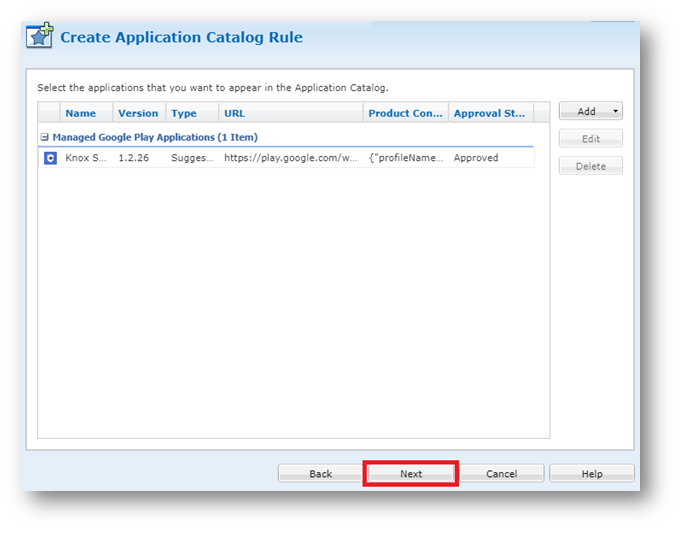 Create Application Catalog Rule
Select the applications that you want to appear in the Application Catalog.
Name Version Type URL Product Con... Approval St...
Add
Managed Google Play Applications (1 Item)
Edit
C Knox S... 1.2.26 Sugges... https://play.google.com/w... {"profileName... Approved
Delete
Back Next Cancel Help